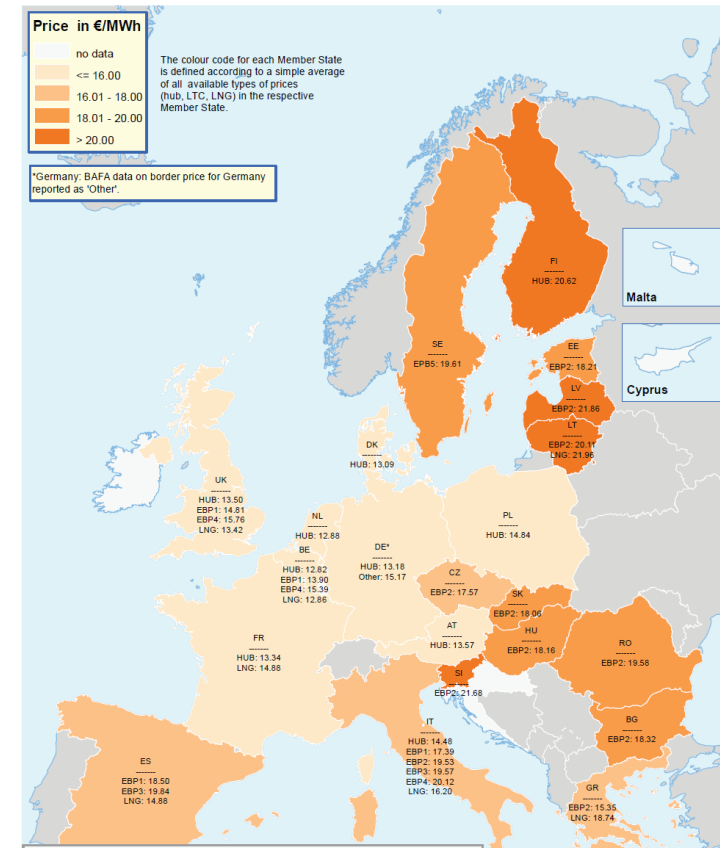 Price in €/MWh
no data
<= 16.00
16.01 - 18.00
18.01 - 20.00
> 20.00
The colour code for each Member State
is defined according to a simple average
of all available types of prices
(hub, LTC, LNG) in the respective
Member State.
*Germany: BAFA data on border price for Germany
reported as 'Other'.
FI
-------
HUB: 20.62
Malta
SE
-------
EPB5: 19.61
EE
-------
EBP2: 18.21
Cyprus
LV
-------
EBP2: 21.86
LT
-------
EBP2: 20.11
LNG: 21.96
DK
-------
HUB: 13.09
UK
-------
HUB: 13.50
EBP1: 14.81
EBP4: 15.76
LNG: 13.42
NL
-------
HUB: 12.88
BE
-------
HUB: 12.82
EBP1: 13.90
EBP4: 15.39
LNG: 12.86
DE*
-------
HUB: 13.18
Other: 15.17
PL
-------
HUB: 14.84
CZ
-------
EBP2: 17.57
SK
-------
EBP2: 18.06
AT
-------
HUB: 13.57
HU
-------
EBP2: 18.16
RO
-------
EBP2: 19.58
FR
-------
HUB: 13.34
LNG: 14.88
SI
-------
EBP2: 21.68
IT
-------
HUB: 14.48
EBP1: 17.39
EBP2: 19.53
EBP3: 19.57
EBP4: 20.12
LNG: 16.20
BG
-------
EBP2: 18.32
ES
-------
EBP1: 18.50
EBP3: 19.84
LNG: 14.88
GR
-------
EBP2: 15.35
LNG: 18.74